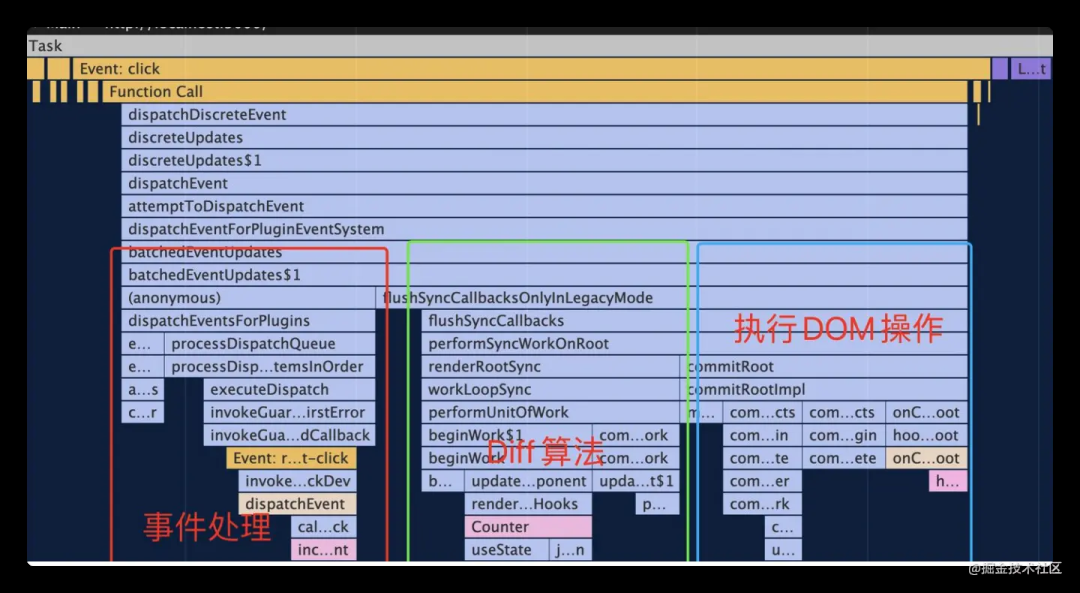 Task
Event: click
L...t
Function Call
dispatchDiscreteEvent
discreteUpdates
discreteUpdates$1
dispatchEvent
attemptToDispatchEvent
dispatchEventForPluginEventSystem
batchedEventUpdates
batchedEventUpdates$1
(anonymous)
flushSyncCallbacksOnlyInLegacyMode
dispatchEventsForPlugins
flushSyncCallbacks
执行DOM操作
e...
processDispatchQueue
performSyncWorkOnRoot
e...
processDisp...temsInOrder
renderRootSync
commitRoot
a...s
executeDispatch
workLoopSync
commitRootImpl
c...r
invokeGuar...irstError
performUnitOfWork
m...
com...cts
com...cts
onC...oot
invokeGua...dCallback
beginWork$1
com...ork
com...in
com...gin
hoo...oot
Event: r...t-click
beginWork
Diff 算法
com...ork
com...te
com...ete
onC...oot
invoke...ckDev
b...
update...ponent
upda...t$1
com...er
h...
dispatchEvent
render...Hooks
p...
com...rk
事件处理
cal...ck
Counter
c...
inc...nt
useState
j...n
u...
@掘金技术社区